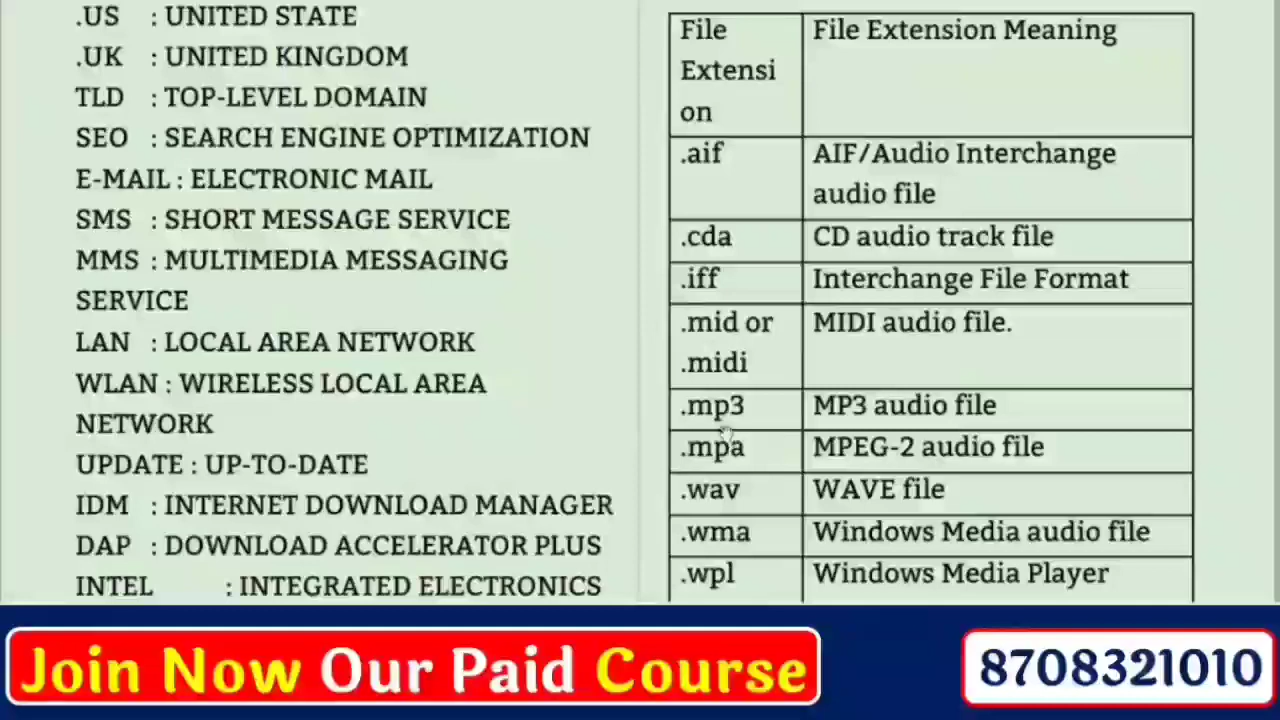 .US : UNITED STATE
.UK : UNITED KINGDOM
TLD : TOP-LEVEL DOMAIN
SEO : SEARCH ENGINE OPTIMIZATION
E-MAIL : ELECTRONIC MAIL
SMS : SHORT MESSAGE SERVICE
MMS : MULTIMEDIA MESSAGING
SERVICE
LAN : LOCAL AREA NETWORK
WLAN : WIRELESS LOCAL AREA
NETWORK
UPDATE : UP-TO-DATE
IDM : INTERNET DOWNLOAD MANAGER
DAP : DOWNLOAD ACCELERATOR PLUS
INTEL : INTEGRATED ELECTRONICS
File Extension Meaning
File
Extensi
on
.aif AIF/Audio Interchange
audio file
.cda CD audio track file
.iff Interchange File Format
.mid or MIDI audio file.
.midi
.mp3 MP3 audio file
.mpa MPEG-2 audio file
.wav WAVE file
.wma Windows Media audio file
.wpl Windows Media Player
Join Now Our Paid Course
8708321010